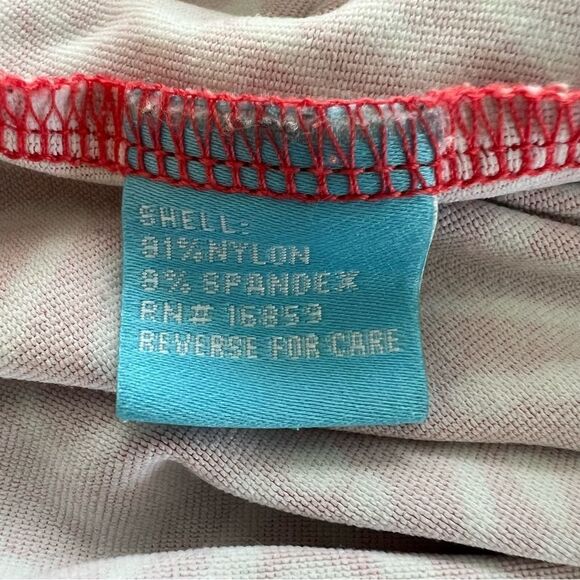 SHELL:
91% NYLON
9% SPANDEX
RN# 16859
REVERSE FOR CARE